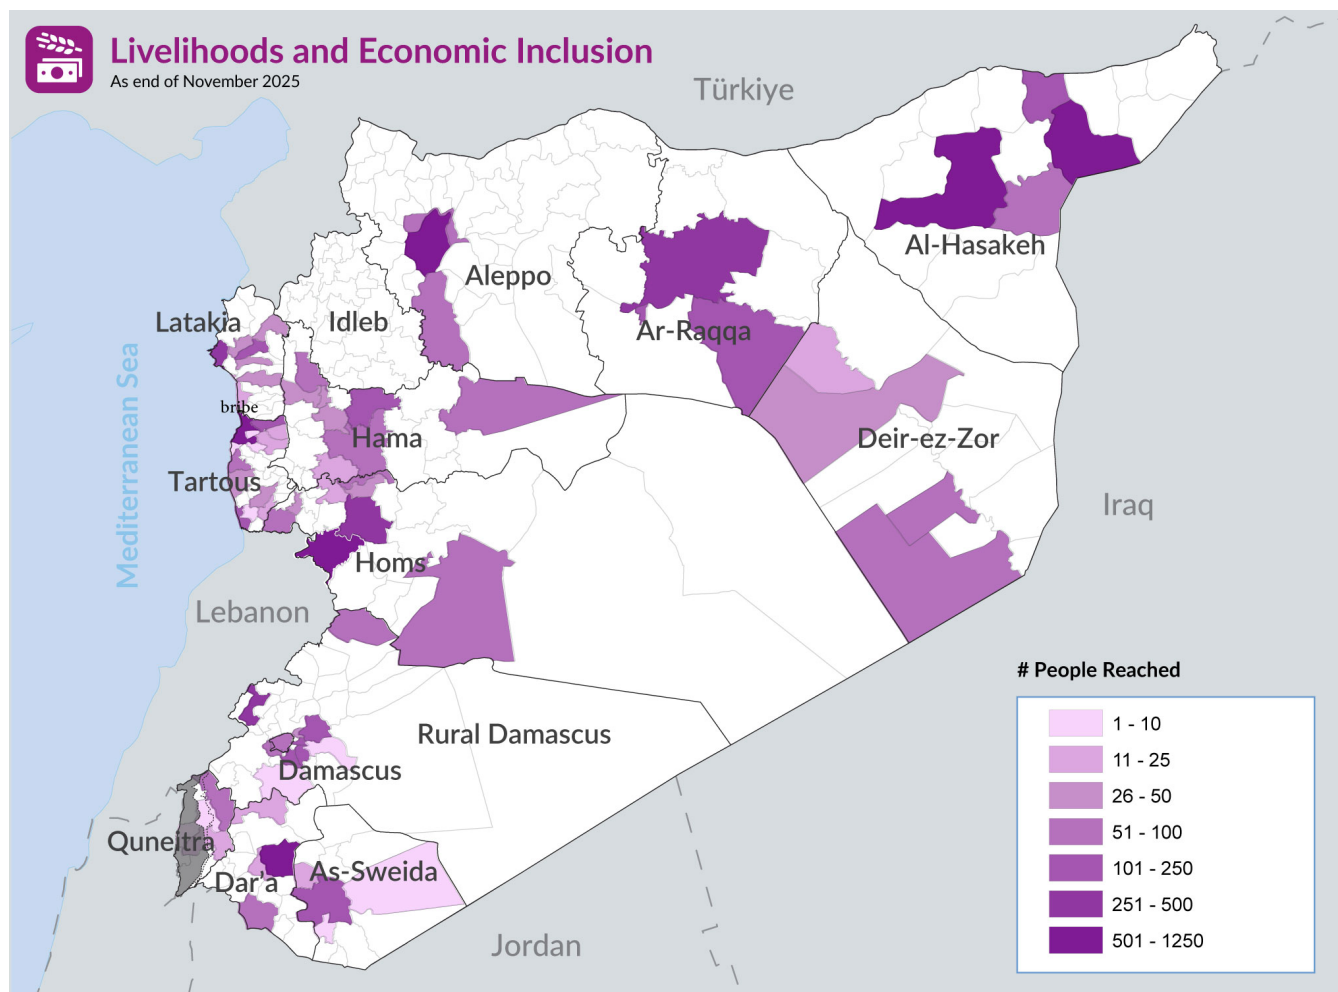 Livelihoods and Economic Inclusion
As end of November 2025
Türkiye
Al-Hasakeh
Aleppo
Latakia
Idleb
Ar-Raqqa
Mediterranean Sea
bribe
Hama
Deir-ez-Zor
Tartous
Iraq
Homs
Lebanon
# People Reached
1 - 10
11 - 25
26 - 50
51 - 100
101 - 250
251 - 500
501 - 1250
Rural Damascus
Damascus
Quneitra
As-Sweida
Dar'a
Jordan